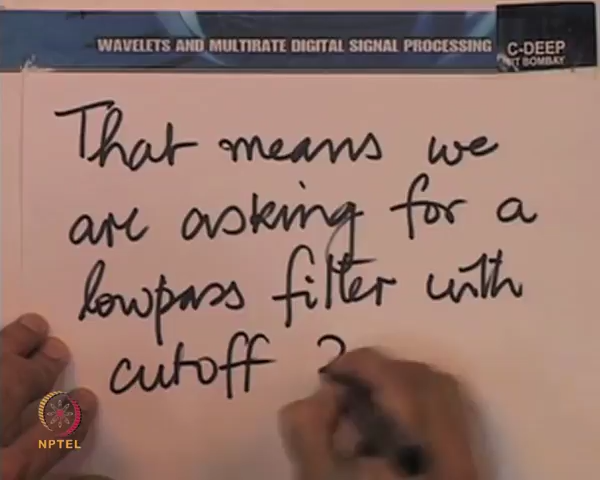 WAVELETS AND MULTIRATE DIGITAL SIGNAL PROCESSING
C-DEEP
IIT BOMBAY
That means we
are asking for a
lowpass filter with
cutoff
NPTEL